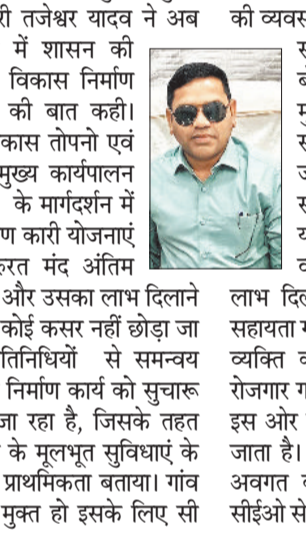 री तजेश्वर यादव ने अब
में शासन की
विकास निर्माण
की बात कही।
कास तोपनो एवं
मुख्य कार्यपालन
के मार्गदर्शन में
ण कारी योजनाएं
रत मंद अंतिम
और उसका लाभ दिलाने
कोई कसर नहीं छोड़ा जा
तिनिधियों से समन्वय
निर्माण कार्य को सुचारू
जा रहा है, जिसके तहत
के मूलभूत सुविधाएं के
प्राथमिकता बताया। गांव
मुक्त हो इसके लिए सी
की व्यवस
लाभ दिल
सहायता
व्यक्ति
रोजगार ग
इस ओर
जाता है।
अवगत
सीईओ से